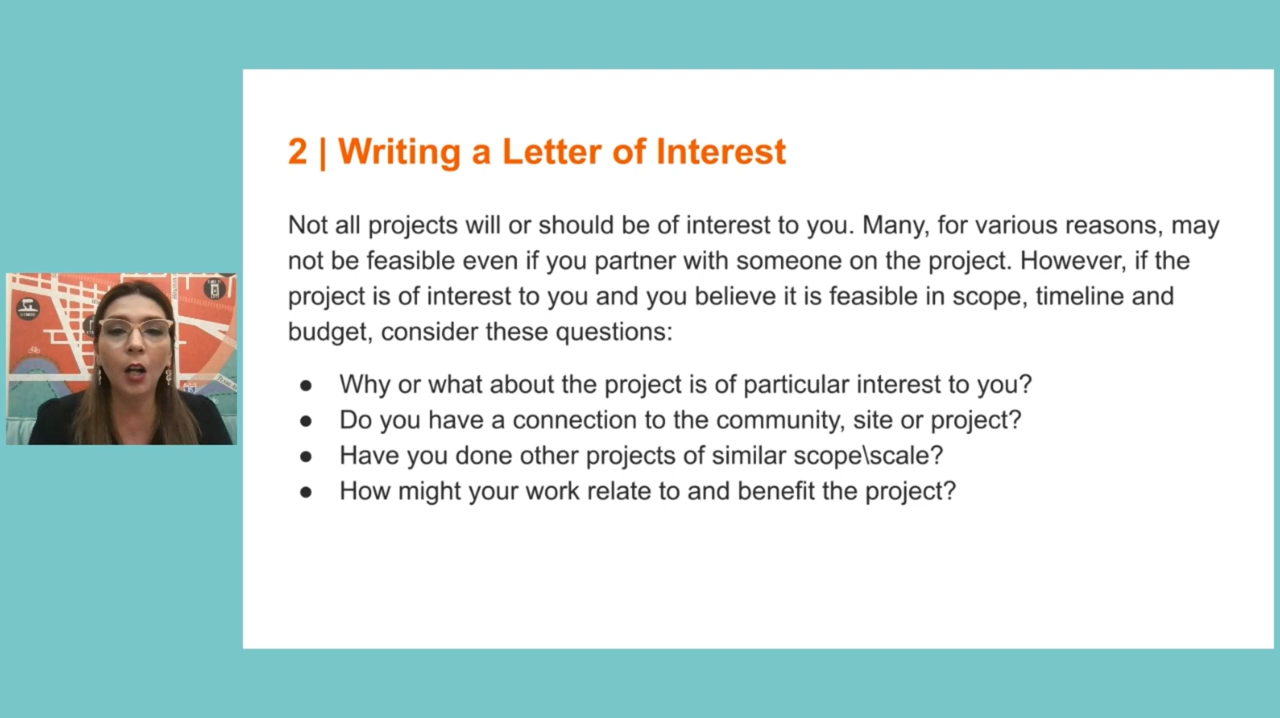 2 | Writing a Letter of Interest
Not all projects will or should be of interest to you. Many, for various reasons, may
not be feasible even if you partner with someone on the project. However, if the
project is of interest to you and you believe it is feasible in scope, timeline and
budget, consider these questions:
● Why or what about the project is of particular interest to you?
● Do you have a connection to the community, site or project?
● Have you done other projects of similar scope\scale?
● How might your work relate to and benefit the project?